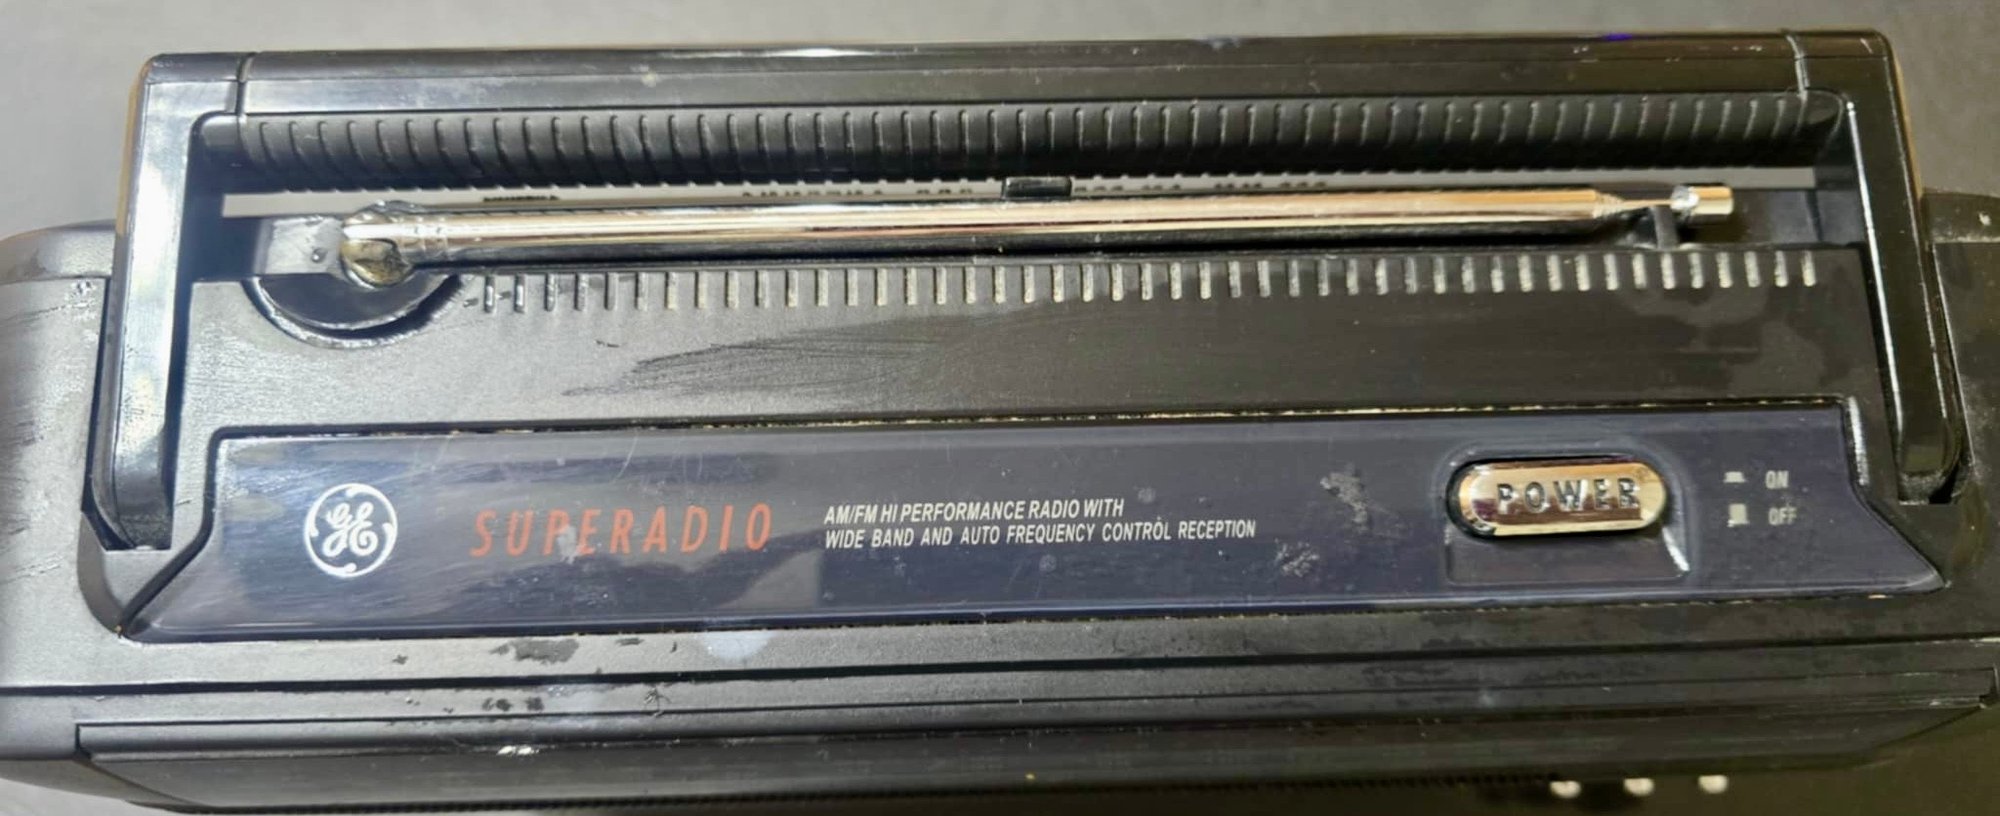 GE
SUPERADIO
AM/FM HI PERFORMANCE RADIO WITH
WIDE BAND AND AUTO FREQUENCY CONTROL RECEPTION
POWER
ON
OFF